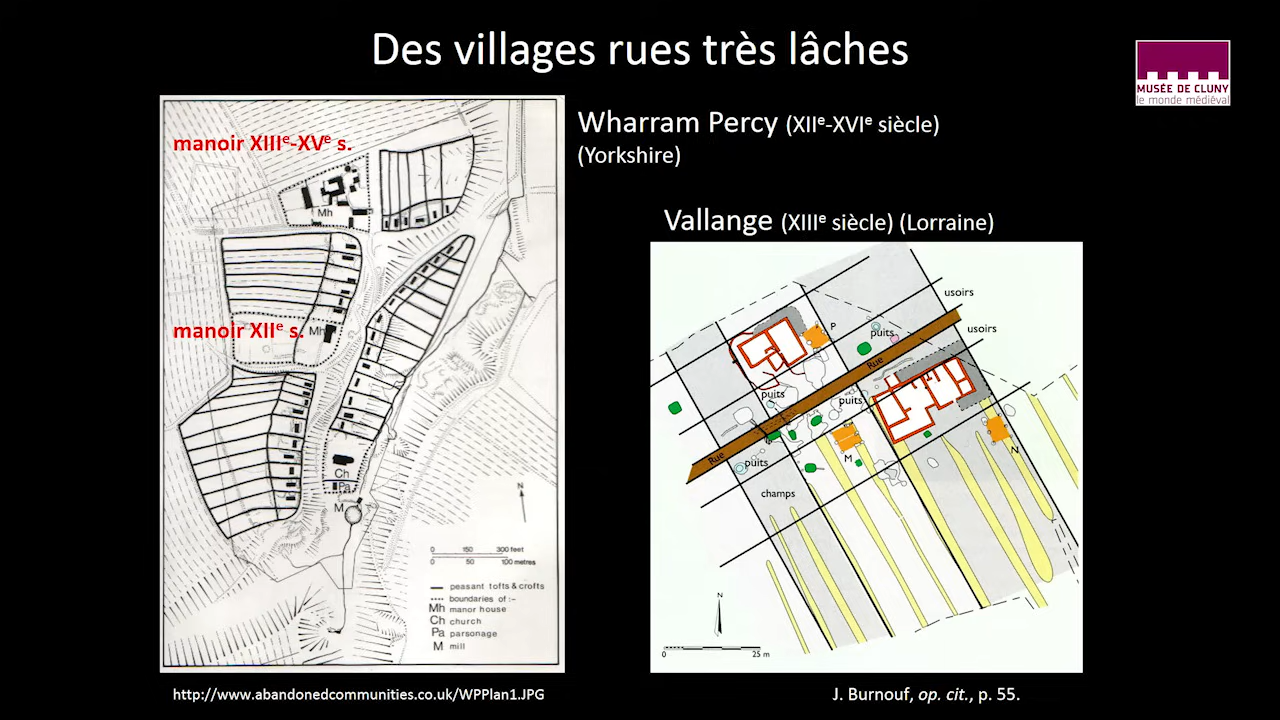 Des villages rues très lâches
MUSÉE DE CLUNY
le monde médiéval
manoir XIIIe-XVe s.
Mh
manoir XIIe s.
Mh
Ch
Pa
M
N
0 150 300 feet
0 50 100 metres
peasant tofts & crofts
boundaries of :-
Mh manor house
Ch church
Pa parsonage
M mill
http://www.abandonedcommunities.co.uk/WPPlan1.JPG
Wharram Percy (XIIe-XVIe siècle)
(Yorkshire)
Vallange (XIIIe siècle) (Lorraine)
usoirs
usoirs
P
puits
Rue
puits
puits
Rue
puits
M
N
champs
N
0 25 m
J. Burnouf, op. cit., p. 55.